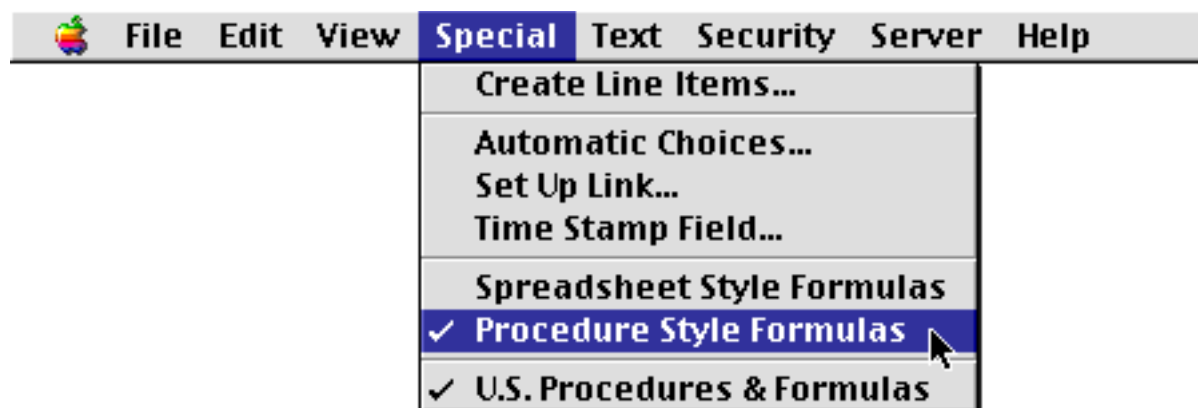 File Edit View Special Text Security Server Help
Create Line Items...
Automatic Choices...
Set Up Link...
Time Stamp Field...
Spreadsheet Style Formulas
✓ Procedure Style Formulas
✓ U.S. Procedures & Formulas